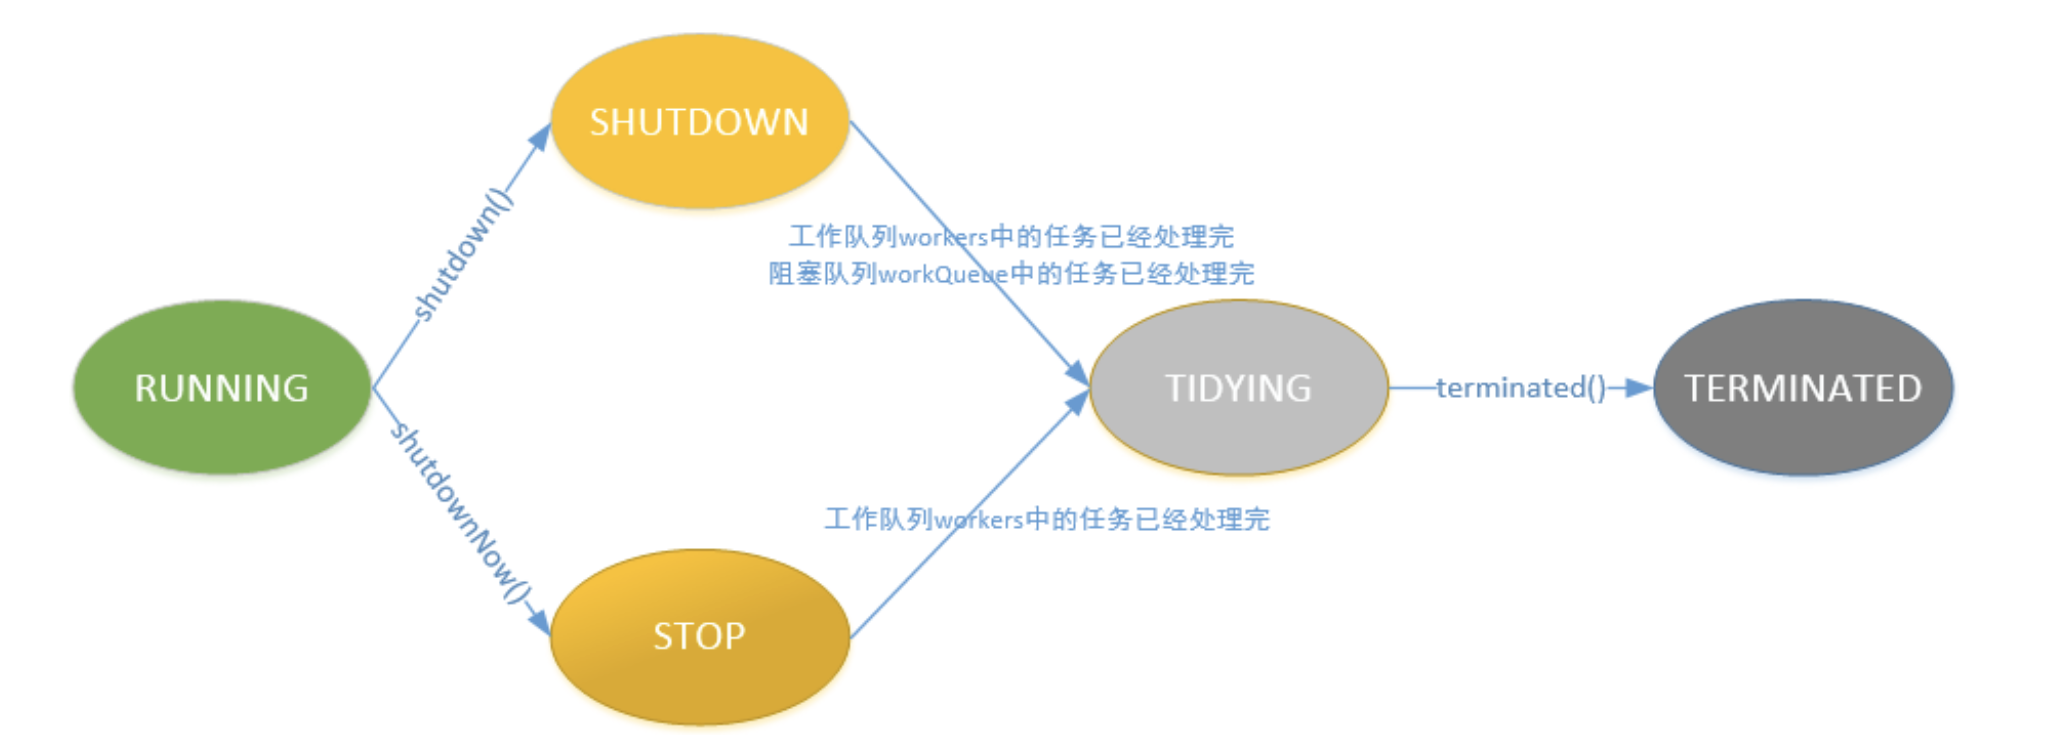 SHUTDOWN
shutdown()
工作队列workers中的任务已经处理完
阻塞队列workQueue中的任务已经处理完
RUNNING
TIDYING
terminated()
TERMINATED
shutdownNow()
工作队列workers中的任务已经处理完
STOP